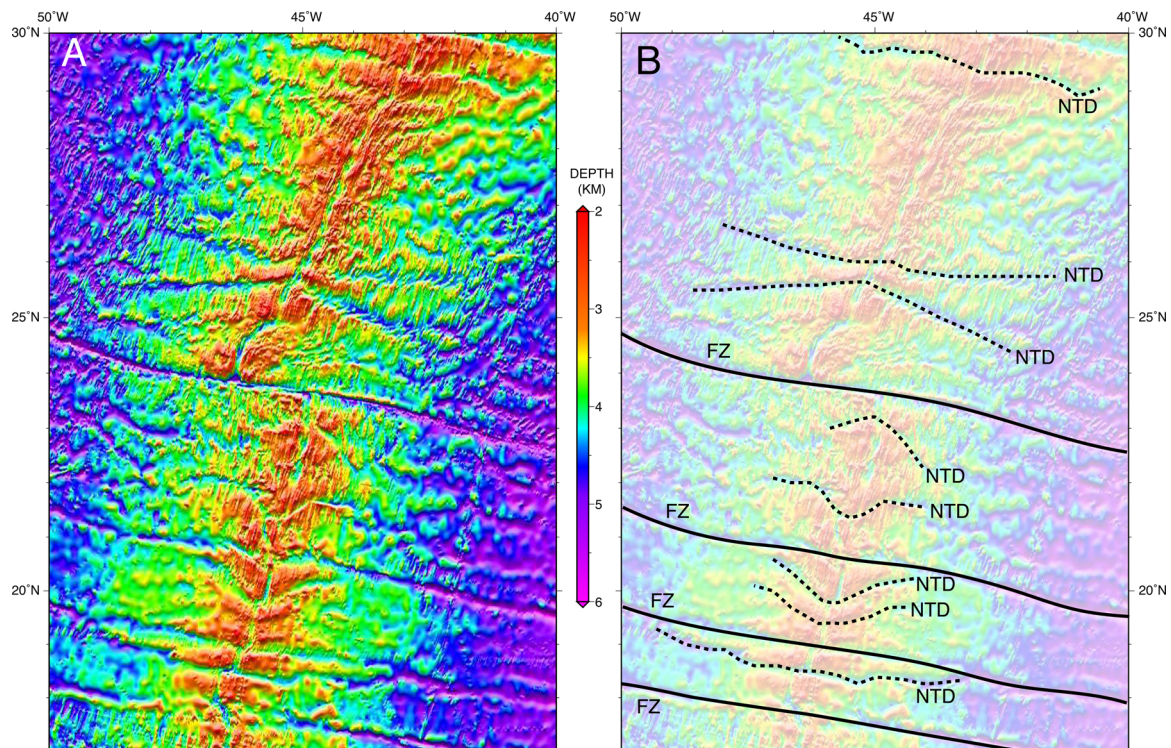 50˚W 45˚W 40˚W 50˚W 45˚W 40˚W
30˚N A B 30˚N
NTD
DEPTH
(KM)
2
NTD
3
25˚N 25˚N
FZ NTD
4
NTD
5
FZ NTD
NTD
20˚N 20˚N
6 FZ NTD
NTD
FZ